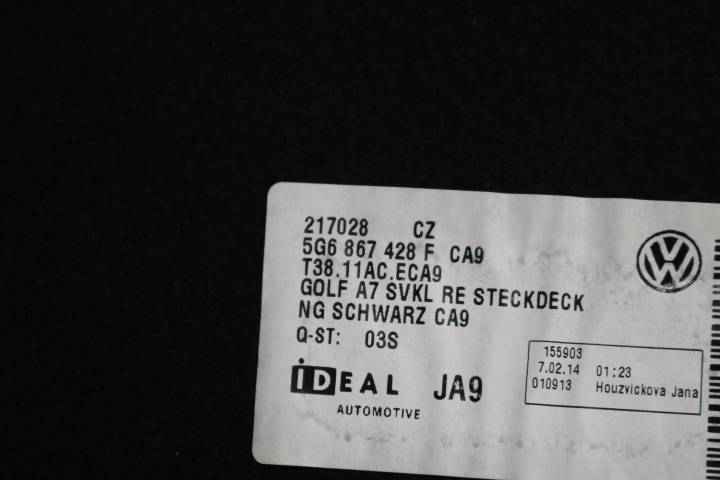 217028 CZ
5G6 867 428 F CA9
T38.11AC.ECA9
GOLF A7 SVKL RE STECKDECK
NG SCHWARZ CA9
Q-ST: 03S
IDEAL JA9
AUTOMOTIVE
155903
7.02.14 01:23
010913 Houzvickova Jana